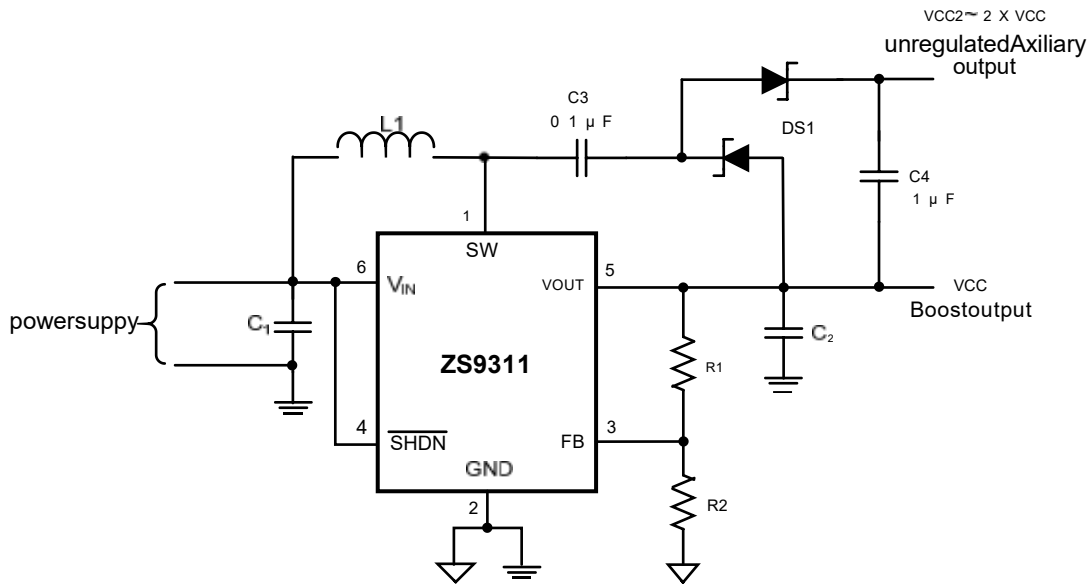 VCC2~ 2 X VCC
unregulatedAxiliary
output
C3
0 1 µ F
L1
DS1
C4
1 µ F
1
SW
6
VIN
5
VOUT
VCC
Boostoutput
powersuppy
C1
C2
ZS9311
R1
4
SHDN
3
FB
GND
R2
2